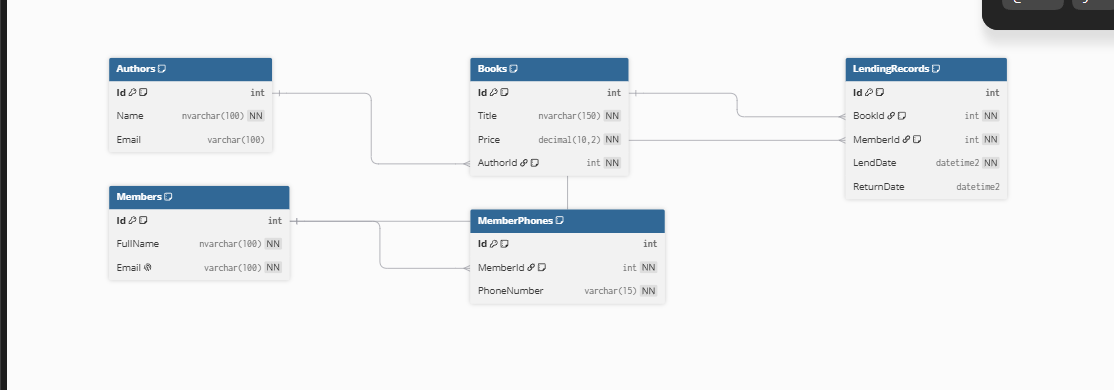 Authors
Id int
Name nvarchar(100) NN
Email varchar(100)
Books
Id int
Title nvarchar(150) NN
Price decimal(10,2) NN
AuthorId int NN
LendingRecords
Id int
BookId int NN
MemberId int NN
LendDate datetime2 NN
ReturnDate datetime2
Members
Id int
FullName nvarchar(100) NN
Email varchar(100) NN
MemberPhones
Id int
MemberId int NN
PhoneNumber varchar(15) NN